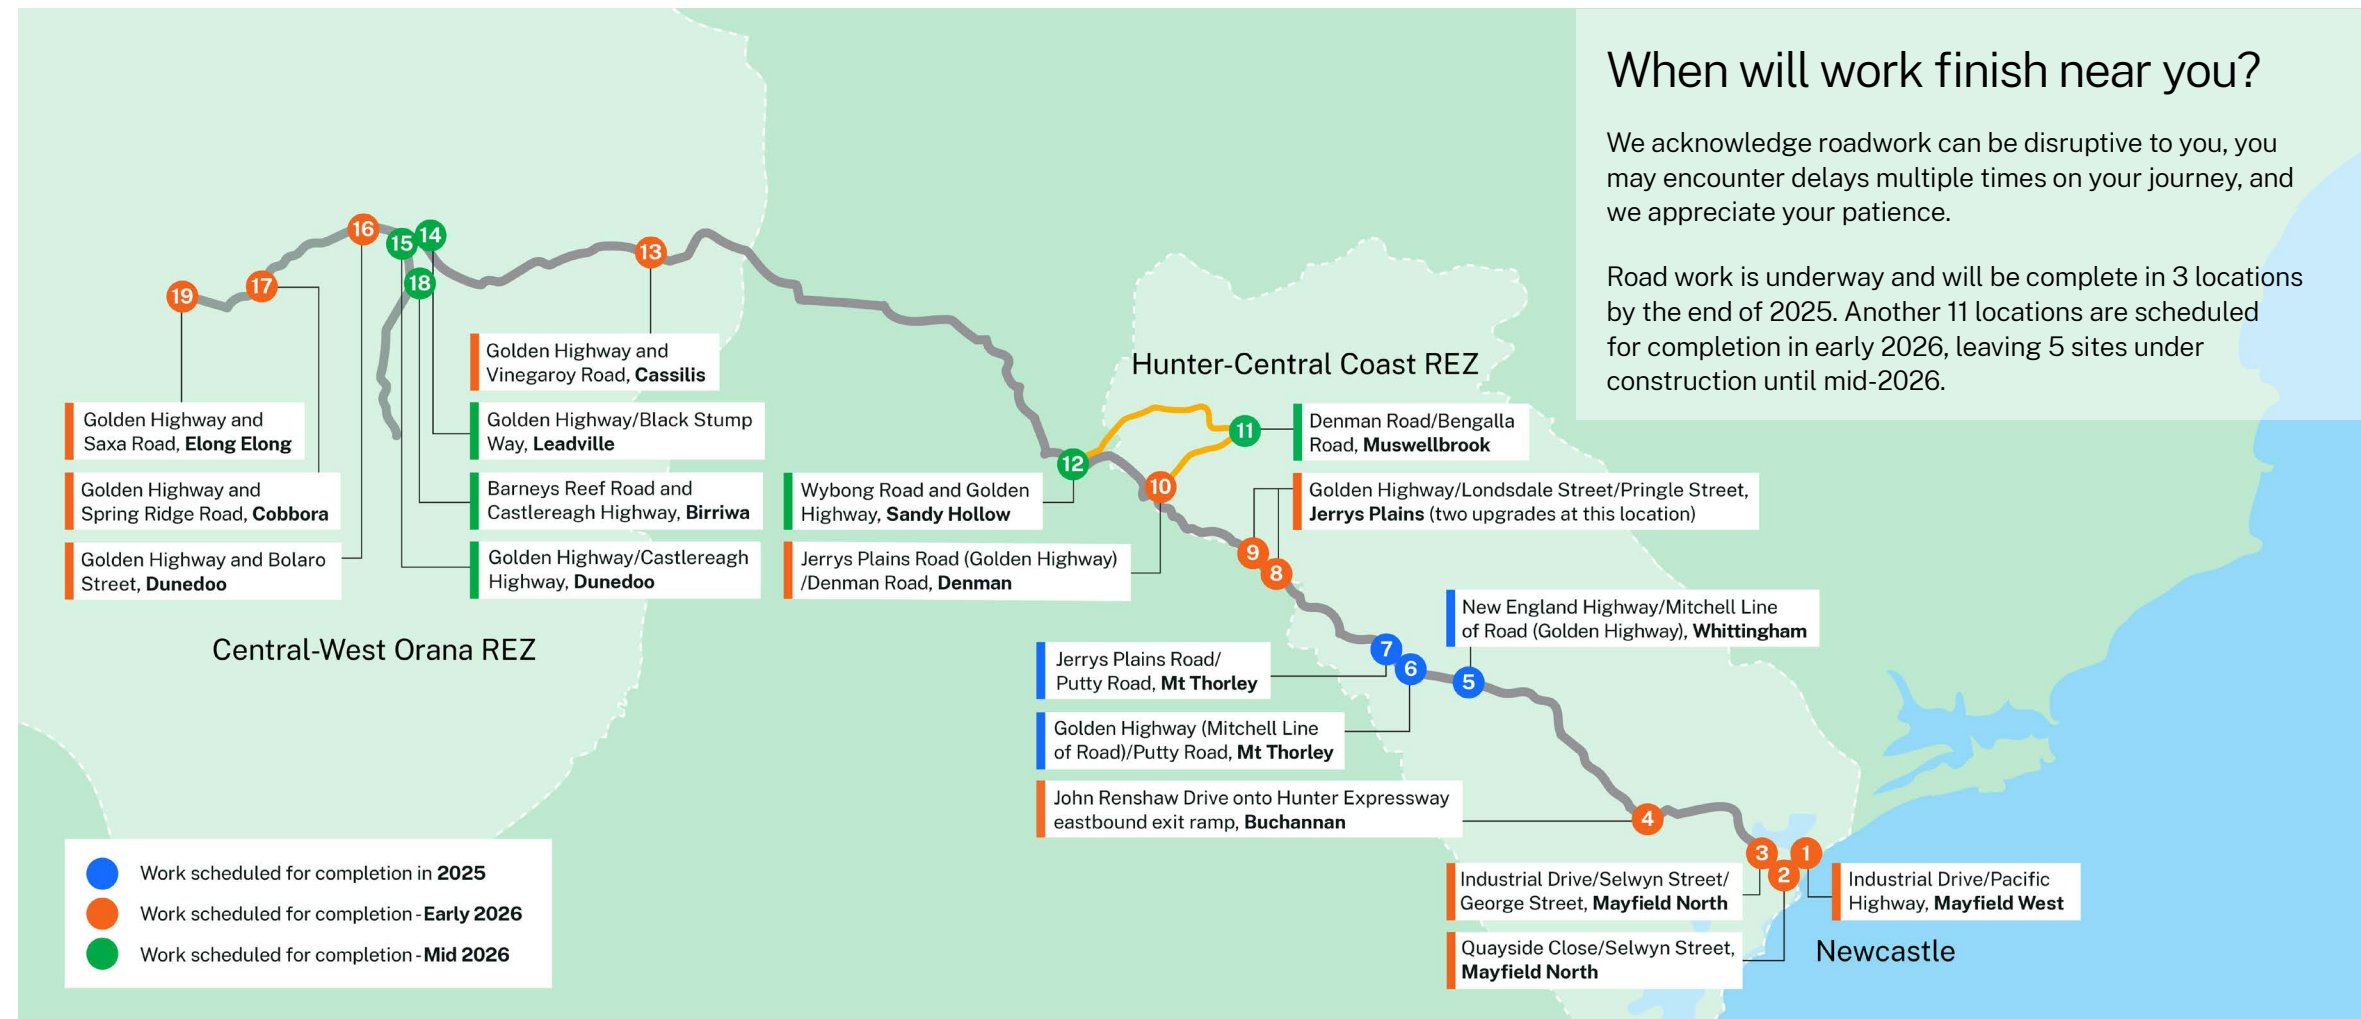 When will work finish near you?
We acknowledge roadwork can be disruptive to you, you
may encounter delays multiple times on your journey, and
we appreciate your patience.
Road work is underway and will be complete in 3 locations
by the end of 2025. Another 11 locations are scheduled
for completion in early 2026, leaving 5 sites under
construction until mid-2026.
16
15
14
13
17
18
19
Golden Highway and
Vinegaroy Road, Cassilis
Golden Highway and
Saxa Road, Elong Elong
Golden Highway/Black Stump
Way, Leadville
Golden Highway and
Spring Ridge Road, Cobbora
Barneys Reef Road and
Castlereagh Highway, Birriwa
Golden Highway and Bolaro
Street, Dunedoo
Golden Highway/Castlereagh
Highway, Dunedoo
Central-West Orana REZ
Hunter-Central Coast REZ
11
12
10
Denman Road/Bengalla
Road, Muswellbrook
Wybong Road and Golden
Highway, Sandy Hollow
Golden Highway/Londsdale Street/Pringle Street,
Jerrys Plains (two upgrades at this location)
Jerrys Plains Road (Golden Highway)
/Denman Road, Denman
9
8
New England Highway/Mitchell Line
of Road (Golden Highway), Whittingham
7
6
5
Jerrys Plains Road/
Putty Road, Mt Thorley
Golden Highway (Mitchell Line
of Road)/Putty Road, Mt Thorley
John Renshaw Drive onto Hunter Expressway
eastbound exit ramp, Buchannan
4
3
2
1
Industrial Drive/Selwyn Street/
George Street, Mayfield North
Industrial Drive/Pacific
Highway, Mayfield West
Quayside Close/Selwyn Street,
Mayfield North
Newcastle
Work scheduled for completion in 2025
Work scheduled for completion - Early 2026
Work scheduled for completion - Mid 2026